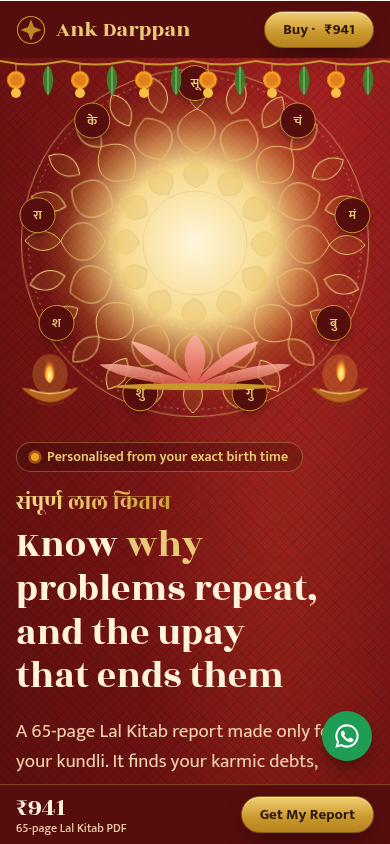 Ank Darppan
Buy · ₹941
सू
के
चं
रा
मं
श
बु
शु
गु
Personalised from your exact birth time
संपूर्ण लाल किताब
Know why
problems repeat,
and the upay
that ends them
A 65-page Lal Kitab report made only
your kundli. It finds your karmic debts,
₹941
65-page Lal Kitab PDF
Get My Report